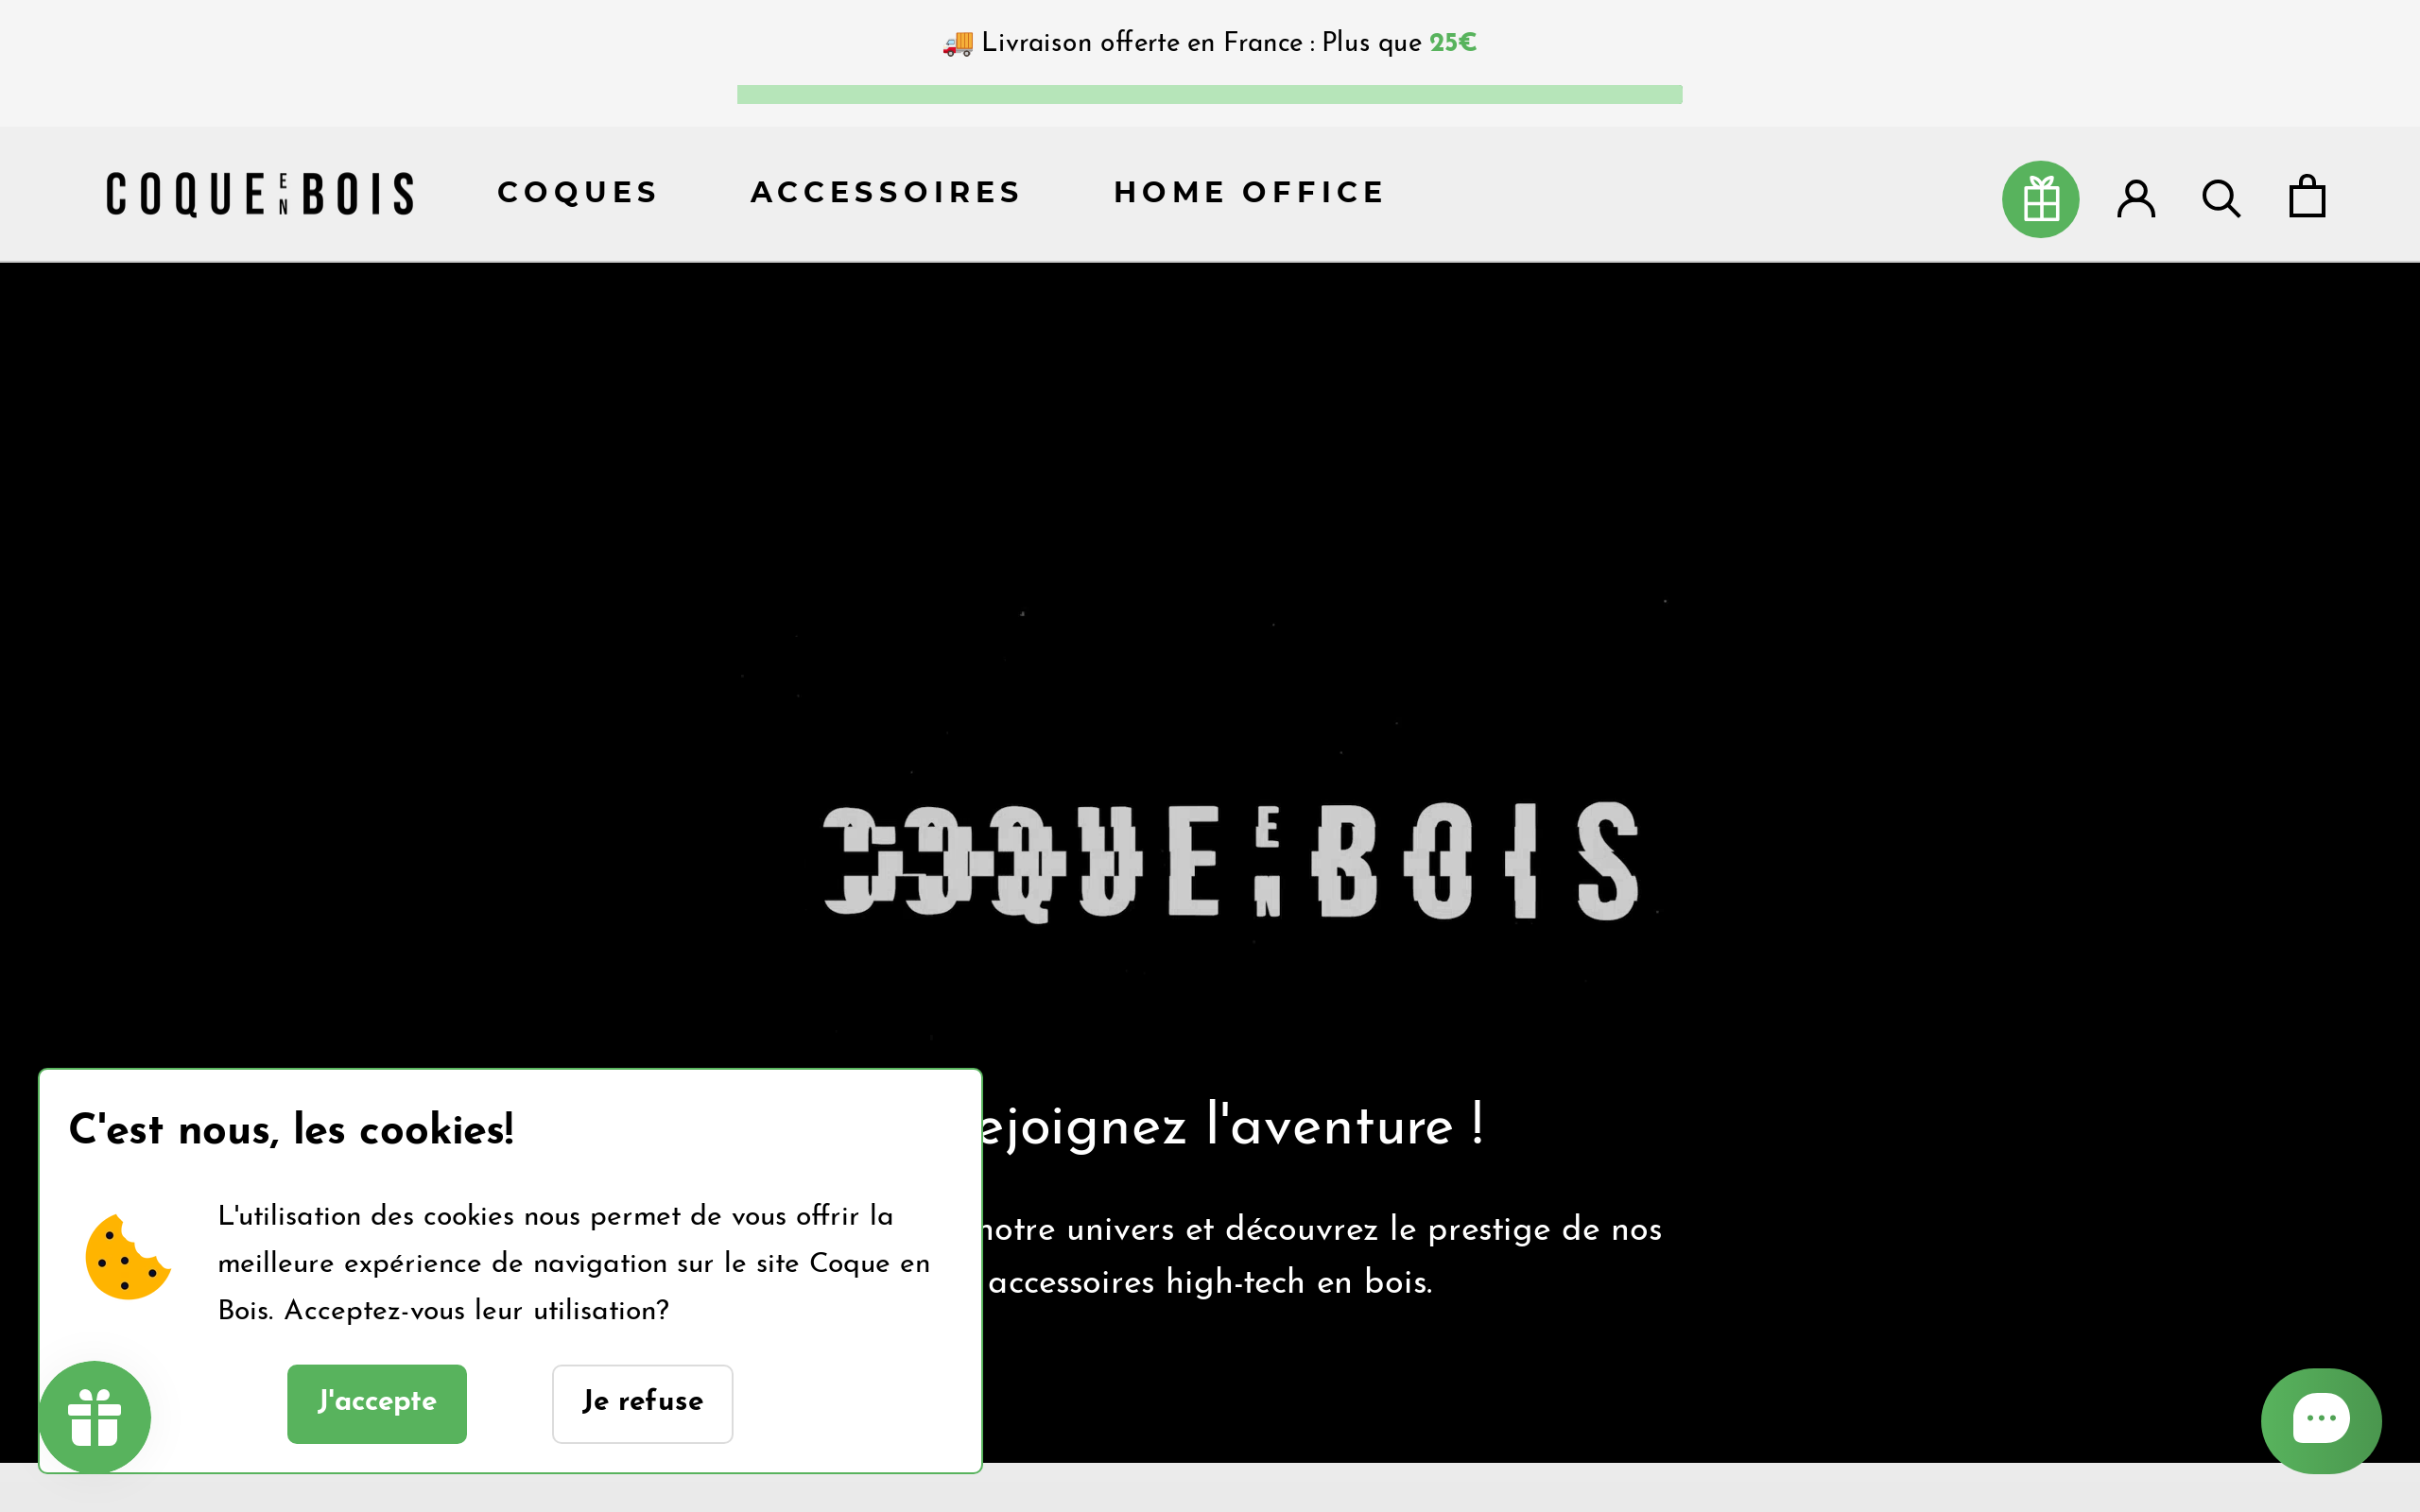 🚚 Livraison offerte en France : Plus que 25€
COQUE EN BOIS
COQUES
ACCESSOIRES
HOME OFFICE
COQUE EN BOIS
ejoignez l'aventure !
notre univers et découvrez le prestige de nos
accessoires high-tech en bois.
C'est nous, les cookies!
L'utilisation des cookies nous permet de vous offrir la
meilleure expérience de navigation sur le site Coque en
Bois. Acceptez-vous leur utilisation?
J'accepte
Je refuse